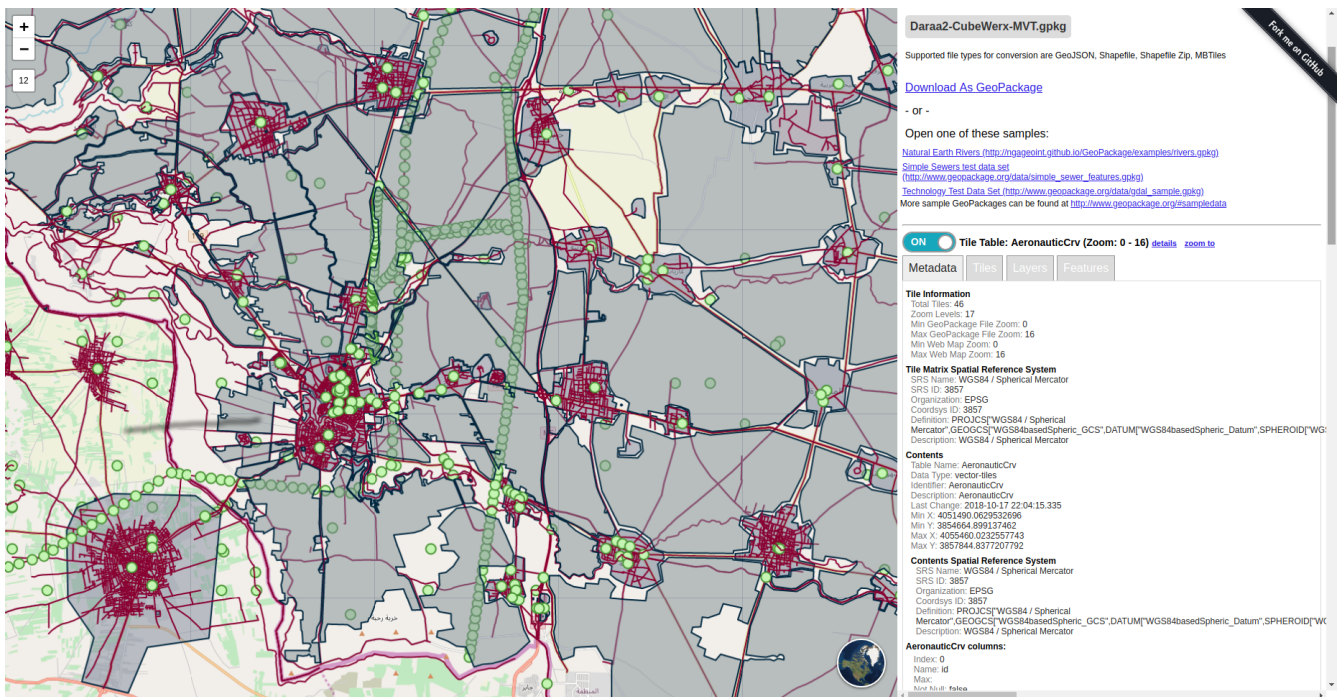 +
−
12
خربة رحية
جابر
المنطقة
Daraa2-CubeWerx-MVT.gpkg
Fork me on GitHub
Supported file types for conversion are GeoJSON, Shapefile, Shapefile Zip, MBTiles
Download As GeoPackage
- or -
Open one of these samples:
Natural Earth Rivers (http://ngageoint.github.io/GeoPackage/examples/rivers.gpkg)
Simple Sewers test data set
(http://www.geopackage.org/data/simple_sewer_features.gpkg)
Technology Test Data Set (http://www.geopackage.org/data/gdal_sample.gpkg)
More sample GeoPackages can be found at http://www.geopackage.org/#sampledata
ON Tile Table: AeronauticCrv (Zoom: 0 - 16) details zoom to
Metadata Tiles Layers Features
Tile Information
Total Tiles: 46
Zoom Levels: 17
Min GeoPackage File Zoom: 0
Max GeoPackage File Zoom: 16
Min Web Map Zoom: 0
Max Web Map Zoom: 16
Tile Matrix Spatial Reference System
SRS Name: WGS84 / Spherical Mercator
SRS ID: 3857
Organization: EPSG
Coordsys ID: 3857
Definition: PROJCS["WGS84 / Spherical
Mercator",GEOGCS["WGS84basedSpheric_GCS",DATUM["WGS84basedSpheric_Datum",SPHEROID["WGS
Description: WGS84 / Spherical Mercator
Contents
Table Name: AeronauticCrv
Data Type: vector-tiles
Identifier: AeronauticCrv
Description: AeronauticCrv
Last Change: 2018-10-17 22:04:15.335
Min X: 4051490.0629532696
Min Y: 3854664.899137462
Max X: 4055460.0232557743
Max Y: 3857844.8377207792
Contents Spatial Reference System
SRS Name: WGS84 / Spherical Mercator
SRS ID: 3857
Organization: EPSG
Coordsys ID: 3857
Definition: PROJCS["WGS84 / Spherical
Mercator",GEOGCS["WGS84basedSpheric_GCS",DATUM["WGS84basedSpheric_Datum",SPHEROID["WG
Description: WGS84 / Spherical Mercator
AeronauticCrv columns:
Index: 0
Name: id
Max:
Not Null: false